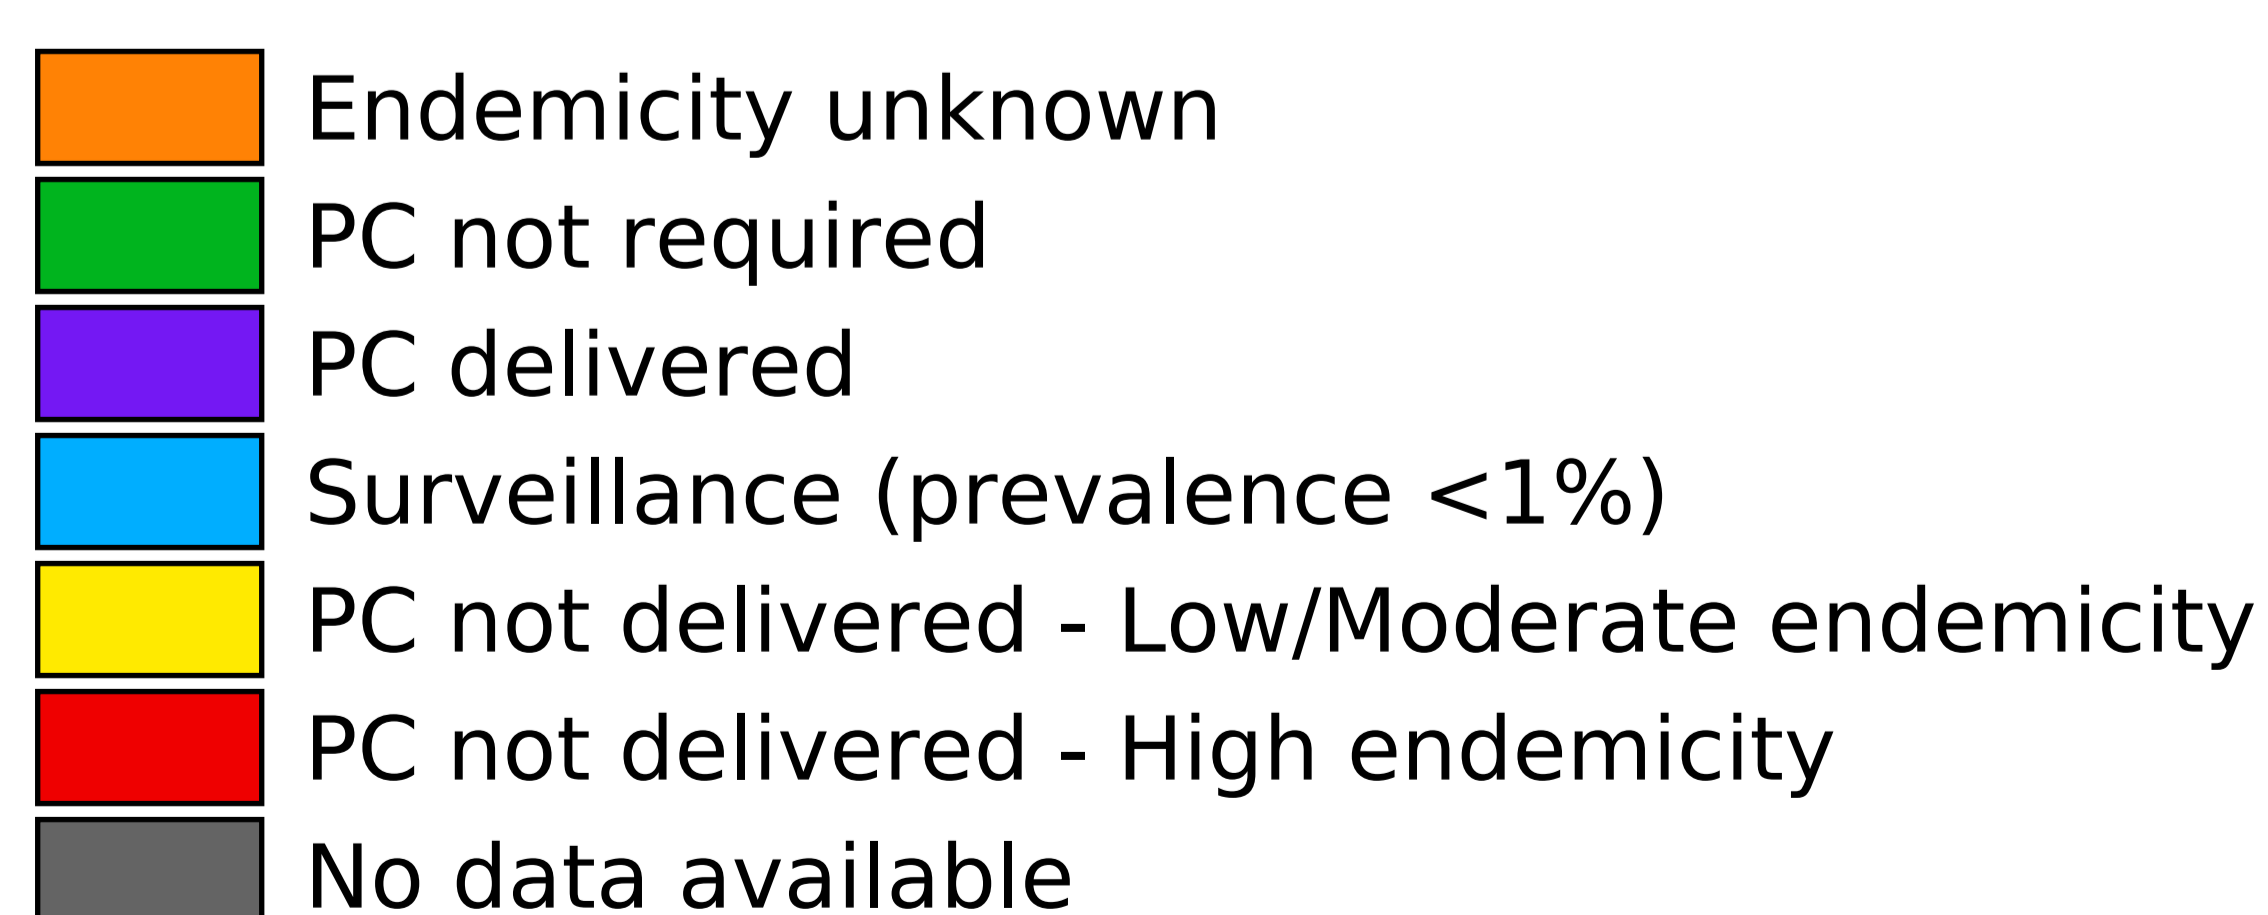 Endemicity unknown
PC not required
PC delivered
Surveillance (prevalence <1%)
PC not delivered - Low/Moderate endemicity
PC not delivered - High endemicity
No data available